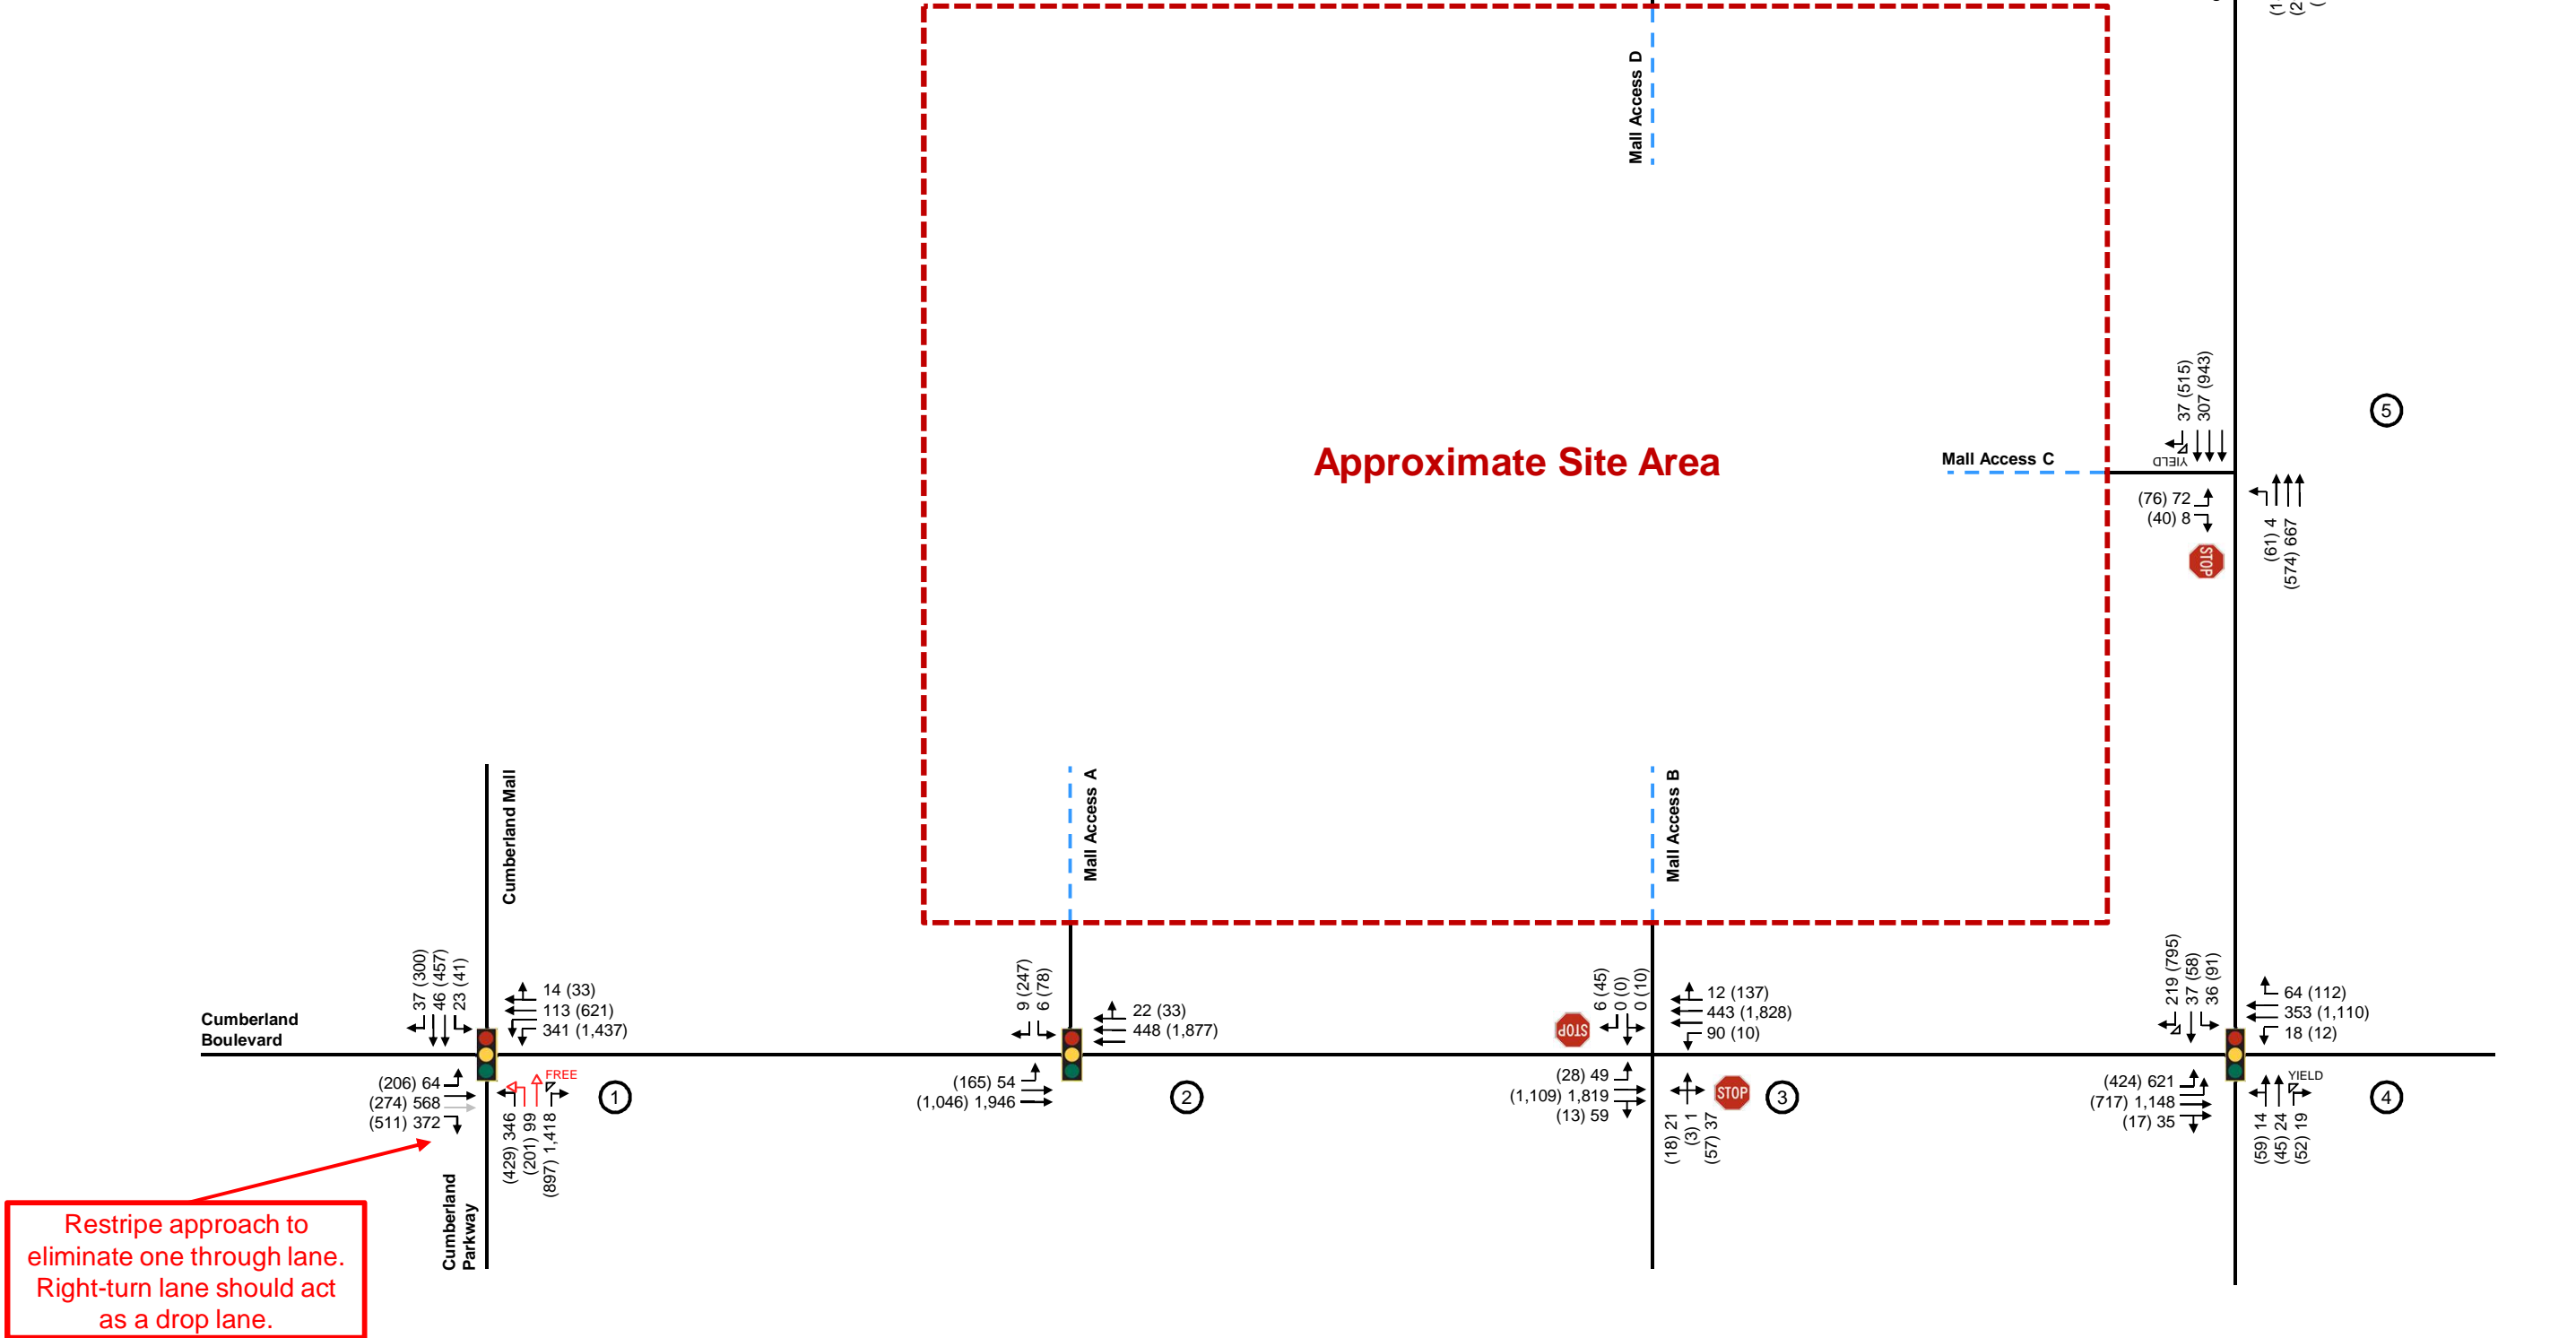 Mall Access D
37 (515)
307 (943)
5
Approximate Site Area
YIELD
Mall Access C
(76) 72
(40) 8
STOP
(61) 4
(574) 667
Cumberland Mall
Mall Access A
Mall Access B
37 (300)
46 (457)
23 (41)
14 (33)
113 (621)
341 (1,437)
Cumberland
Boulevard
(206) 64
(274) 568
(511) 372
FREE
(429) 346
(201) 99
(897) 1,418
1
9 (247)
6 (78)
22 (33)
448 (1,877)
(165) 54
(1,046) 1,946
2
6 (45)
0 (0)
0 (10)
STOP
12 (137)
443 (1,828)
90 (10)
(28) 49
(1,109) 1,819
(13) 59
STOP
3
(18) 21
(3) 1
(57) 37
219 (795)
37 (58)
36 (91)
64 (112)
353 (1,110)
18 (12)
(424) 621
(717) 1,148
(17) 35
YIELD
(59) 14
(45) 24
(52) 19
4
Cumberland
Parkway
Restripe approach to
eliminate one through lane.
Right-turn lane should act
as a drop lane.